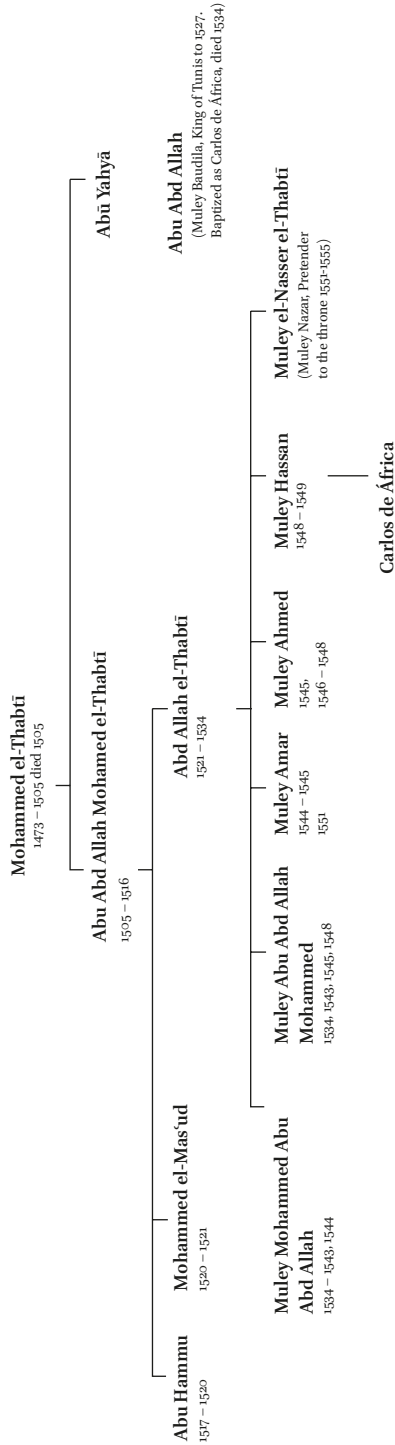 Mohammed el-Thabtī
1473 – 1505 died 1505
Abu Abd Allah Mohamed el-Thabtī
1505 – 1516
Abū Yahyā
Abu Hammu
1517 – 1520
Mohammed el-Masʿud
1520 – 1521
Abd Allah el-Thabtī
1521 – 1534
Abu Abd Allah
(Muley Baudila, King of Tunis to 1527.
Baptized as Carlos de África, died 1534)
Muley Mohammed Abu
Abd Allah
1534 – 1543, 1544
Muley Abu Abd Allah
Mohammed
1534, 1543, 1545, 1548
Muley Amar
1544 – 1545
1551
Muley Ahmed
1545,
1546 – 1548
Muley Hassan
1548 – 1549
Muley el-Nasser el-Thabtī
(Muley Nazar, Pretender
to the throne 1551-1555)
Carlos de África